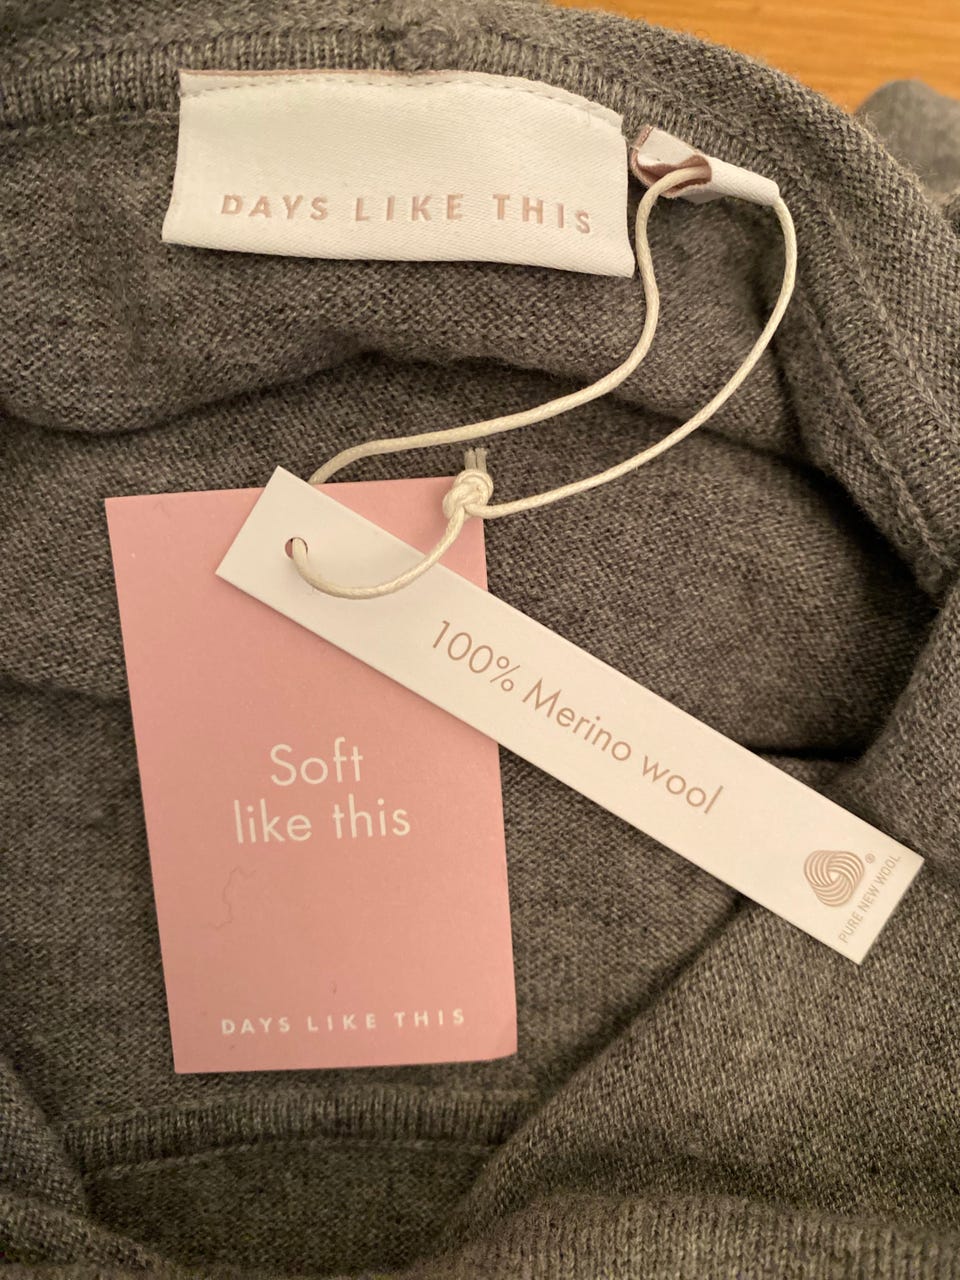 DAYS LIKE THIS
100% Merino wool
®
PURE NEW WOOL
Soft
like this
DAYS LIKE THIS